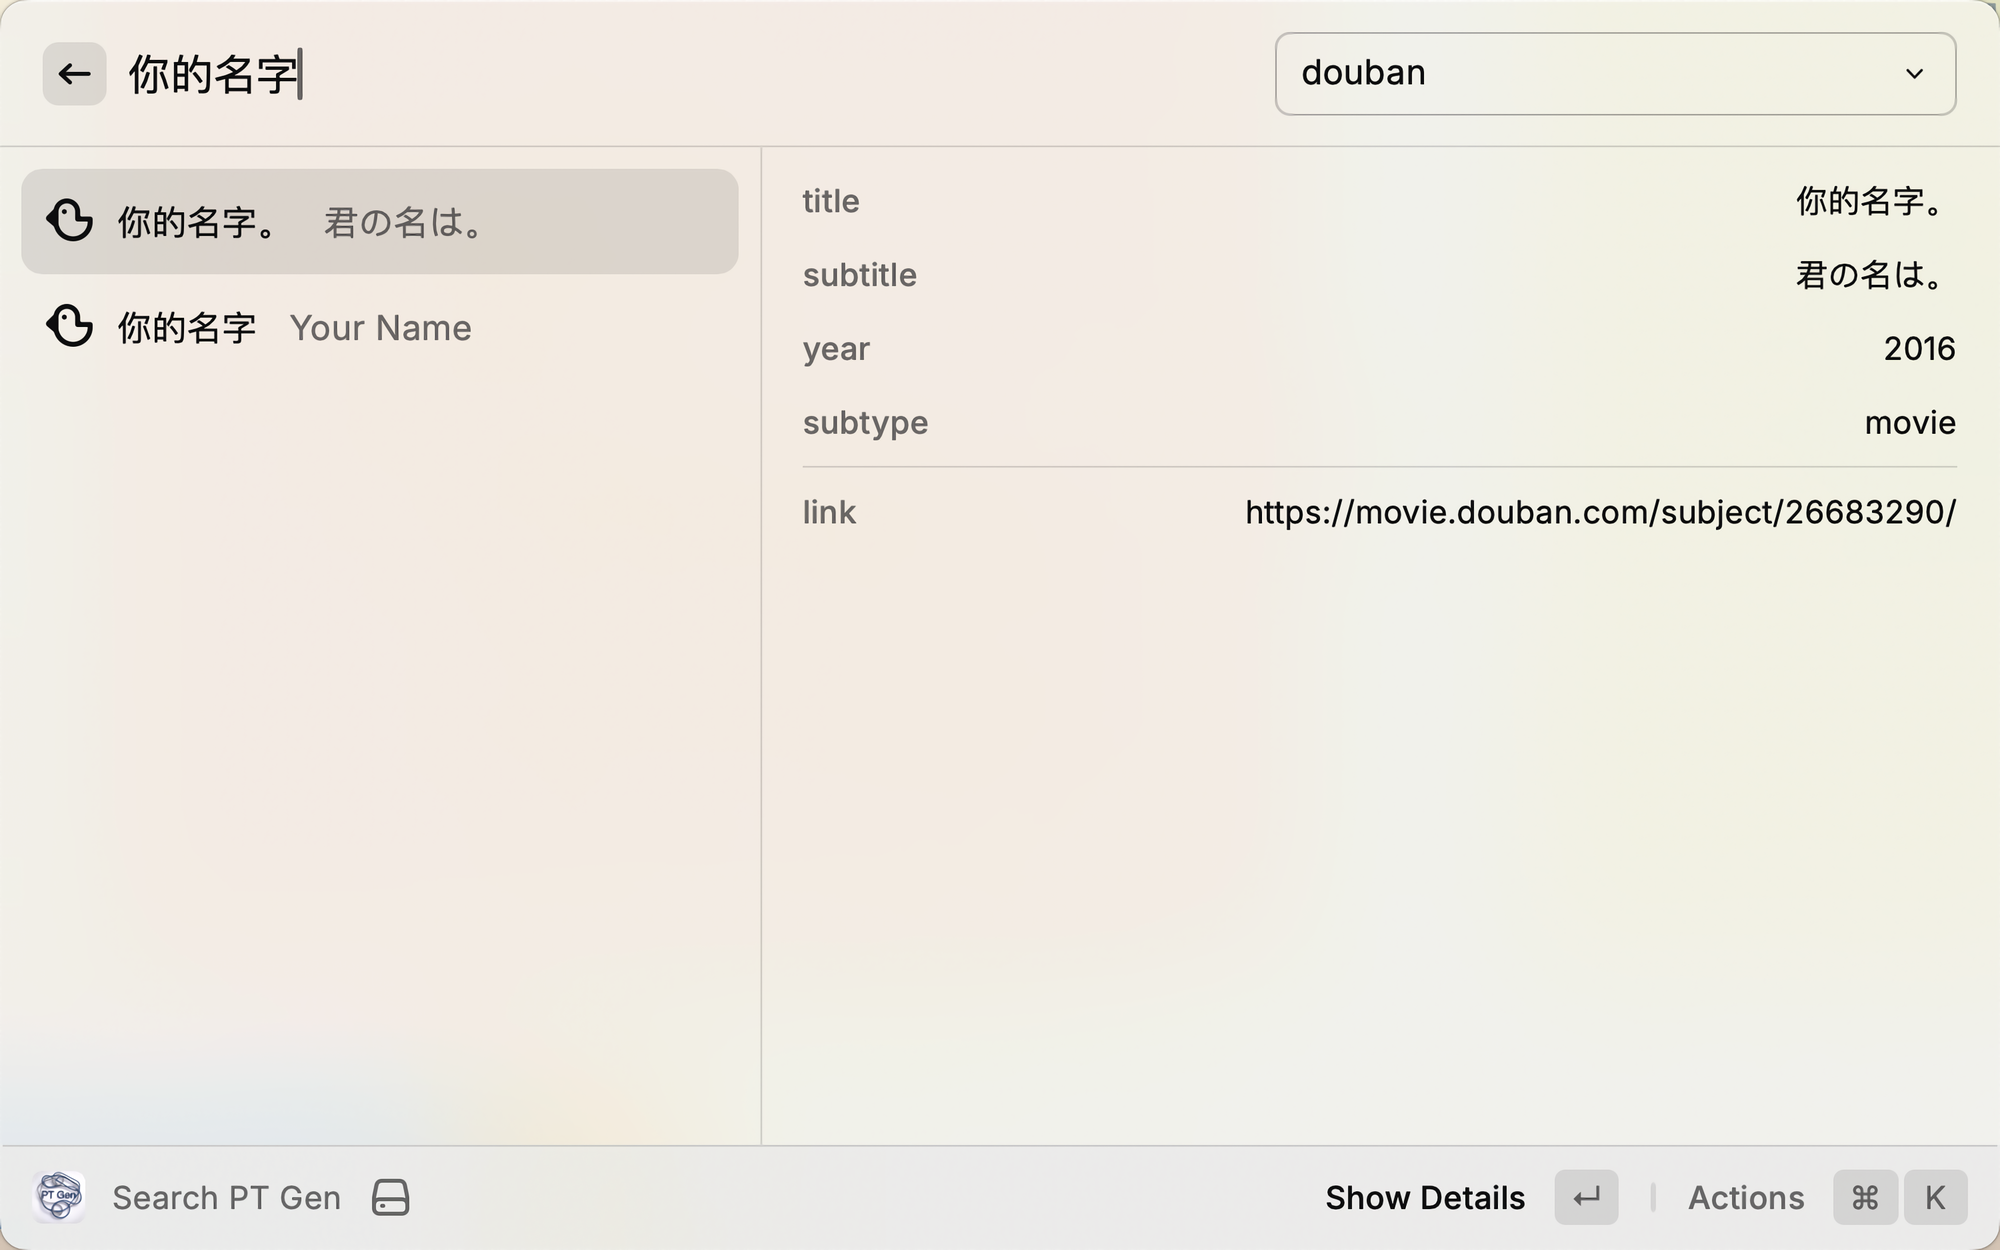 你的名字
douban
你的名字。 君の名は。
你的名字 Your Name
title 你的名字。
subtitle 君の名は。
year 2016
subtype movie
link https://movie.douban.com/subject/26683290/
PT Gen
Search PT Gen
Show Details
Actions ⌘ K